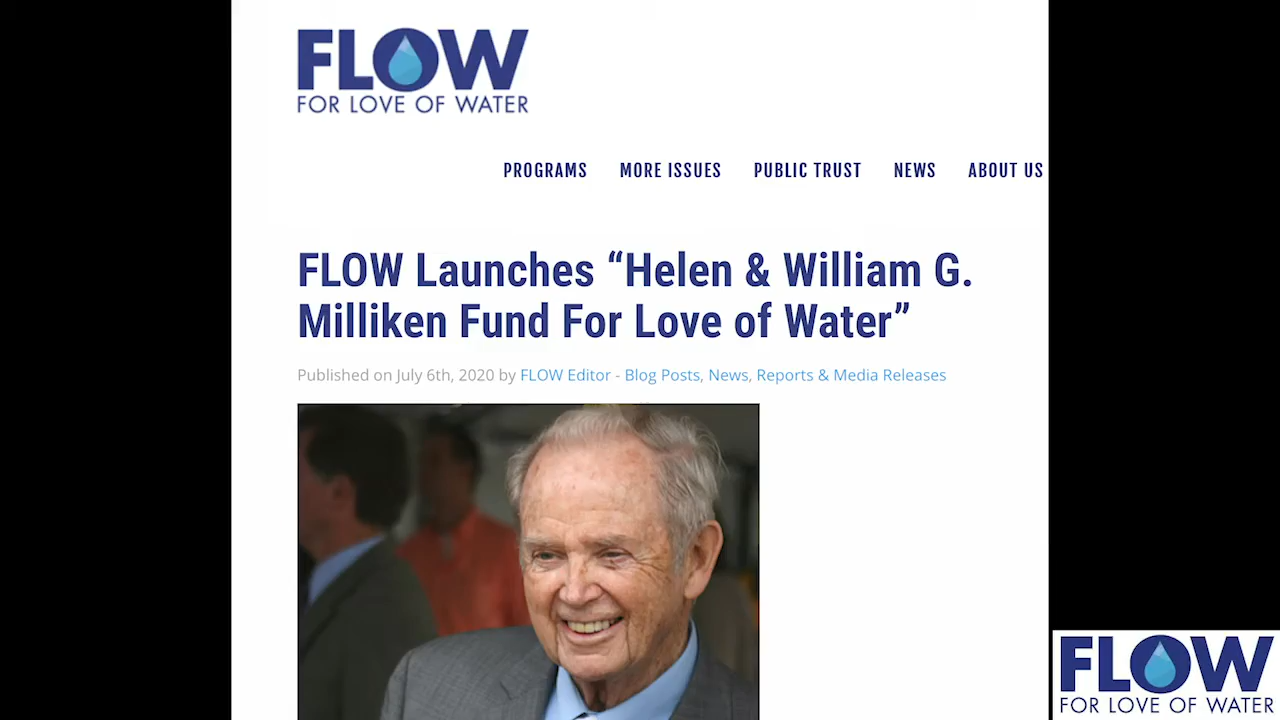 FLOW
FOR LOVE OF WATER
PROGRAMS MORE ISSUES PUBLIC TRUST NEWS ABOUT US
FLOW Launches “Helen & William G.
Milliken Fund For Love of Water”
Published on July 6th, 2020 by FLOW Editor - Blog Posts, News, Reports & Media Releases
FLOW
FOR LOVE OF WATER